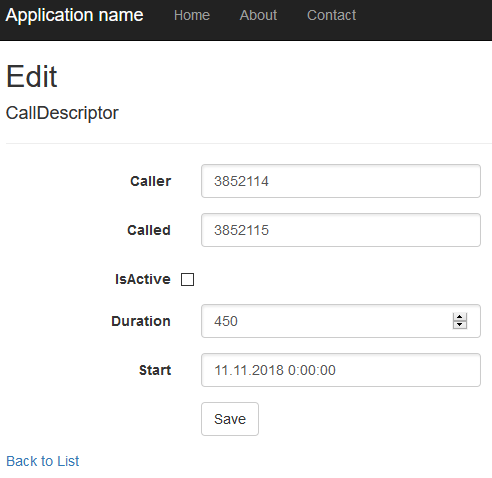 Application name Home About Contact
Edit
CallDescriptor
Caller 3852114
Called 3852115
IsActive
Duration 450
Start 11.11.2018 0:00:00
Save
Back to List